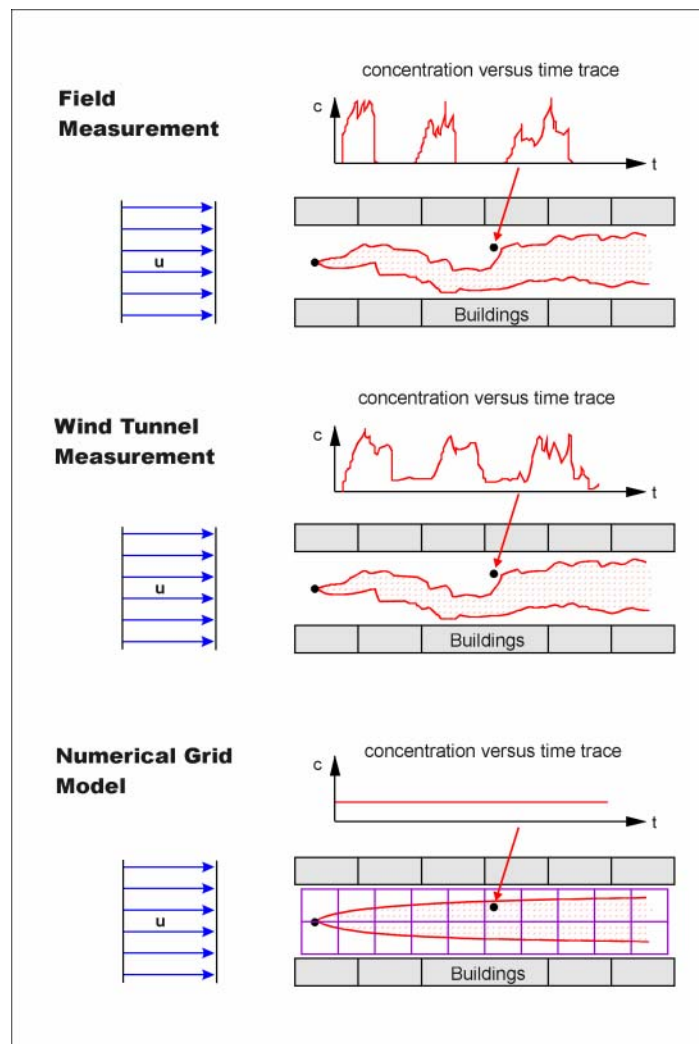 concentration versus time trace
Field
Measurement
c
t
u
Buildings
concentration versus time trace
Wind Tunnel
Measurement
c
t
u
Buildings
Numerical Grid
Model
concentration versus time trace
c
t
u
Buildings